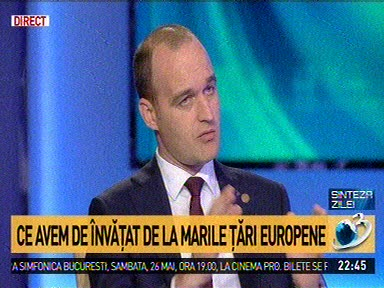 DIRECT
SINTEZA
ZILEI
CE AVEM DE ÎNVĂȚAT DE LA MARILE ȚĂRI EUROPENE
A SIMFONICA BUCURESTI, SAMBATA, 26 MAI, ORA 19.00, LA CINEMA PRO. BILETE SE
22:45